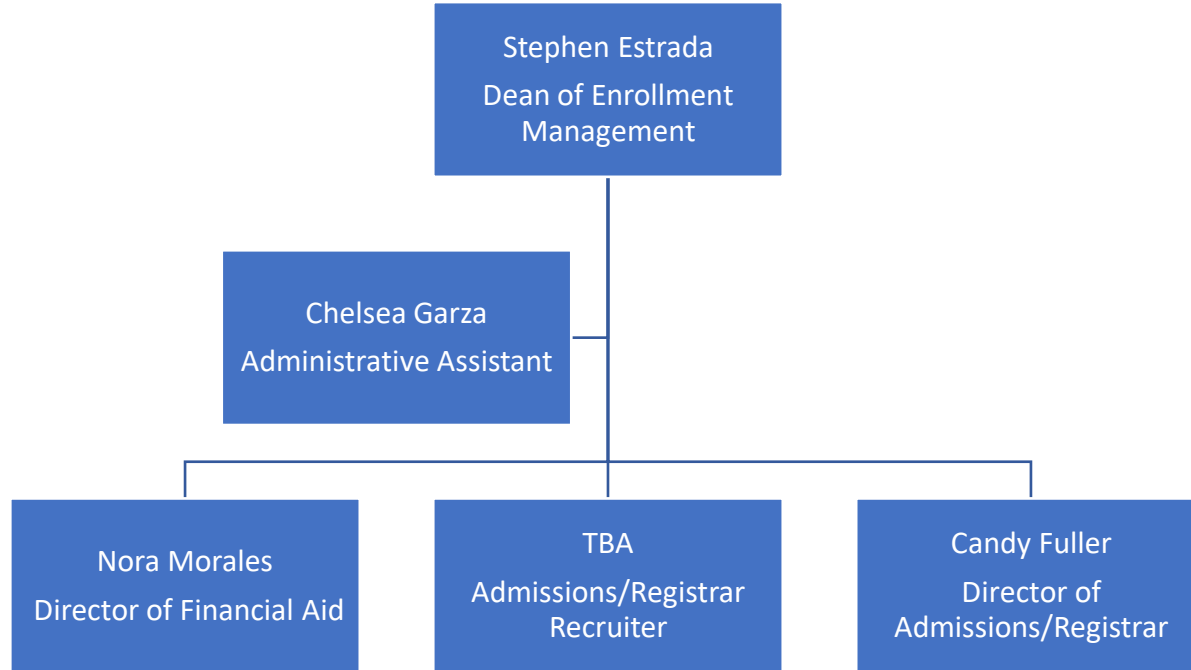 Stephen Estrada
Dean of Enrollment
Management
Chelsea Garza
Administrative Assistant
Nora Morales
Director of Financial Aid
TBA
Admissions/Registrar
Recruiter
Candy Fuller
Director of
Admissions/Registrar